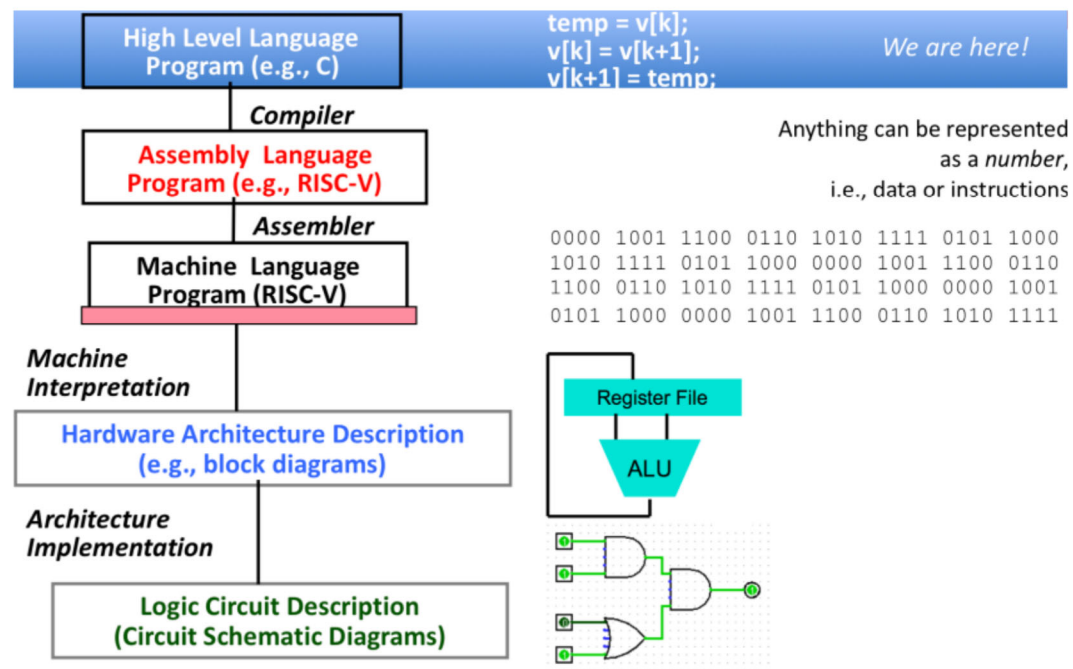 High Level Language
Program (e.g., C)
temp = v[k];
v[k] = v[k+1];
v[k+1] = temp;
We are here!
Compiler
Anything can be represented
as a number,
i.e., data or instructions
Assembly Language
Program (e.g., RISC-V)
Assembler
Machine Language
Program (RISC-V)
0000 1001 1100 0110 1010 1111 0101 1000
1010 1111 0101 1000 0000 1001 1100 0110
1100 0110 1010 1111 0101 1000 0000 1001
0101 1000 0000 1001 1100 0110 1010 1111
Machine
Interpretation
Register File
ALU
Hardware Architecture Description
(e.g., block diagrams)
Architecture
Implementation
Logic Circuit Description
(Circuit Schematic Diagrams)